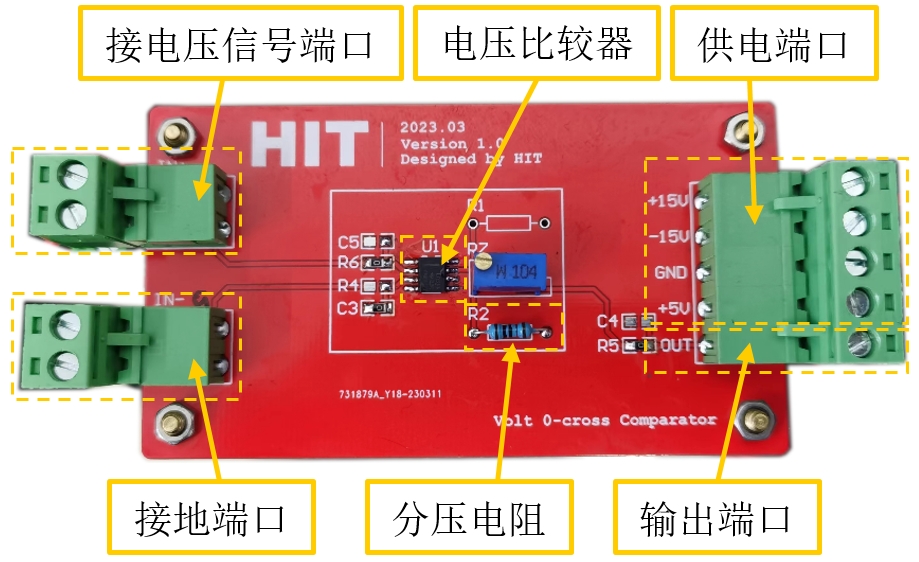 接电压信号端口
电压比较器
供电端口
HIT
2023.03
Version 1.0
Designed by HIT
+15V
-15V
GND
+5V
OUT
R1
U1
C5
R6
R4
C3
W 104
R2
C4
R5
IN-
731879A_Y18-230311
Volt 0-cross Comparator
接地端口
分压电阻
输出端口